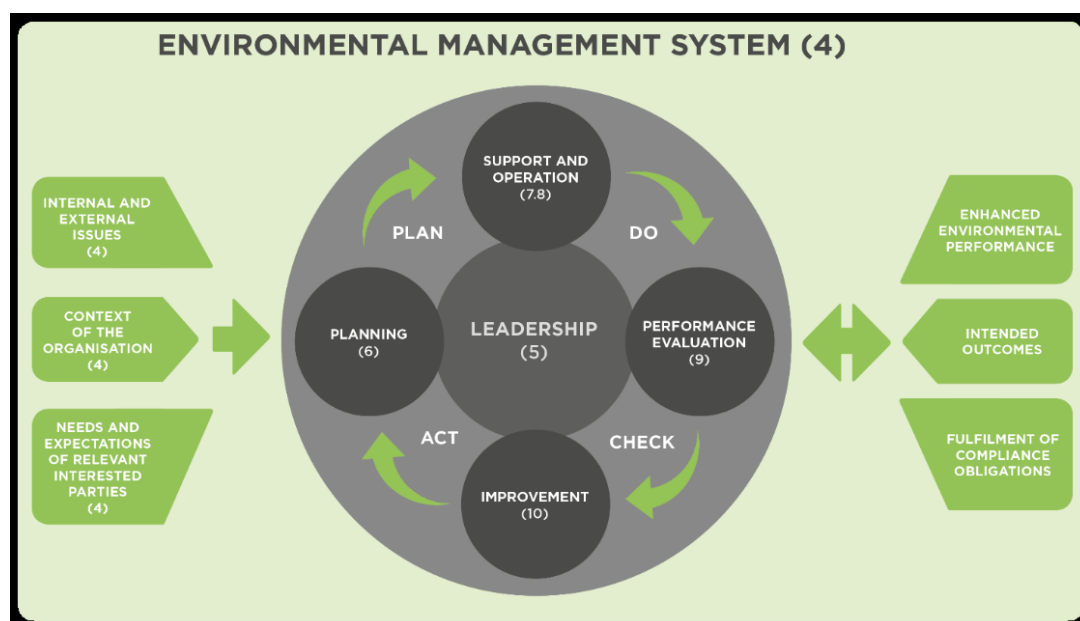 ENVIRONMENTAL MANAGEMENT SYSTEM (4)
INTERNAL AND
EXTERNAL
ISSUES
(4)
CONTEXT
OF THE
ORGANISATION
(4)
NEEDS AND
EXPECTATIONS
OF RELEVANT
INTERESTED
PARTIES
(4)
SUPPORT AND
OPERATION
(7.8)
PLAN
DO
PLANNING
(6)
LEADERSHIP
(5)
PERFORMANCE
EVALUATION
(9)
ACT
CHECK
IMPROVEMENT
(10)
ENHANCED
ENVIRONMENTAL
PERFORMANCE
INTENDED
OUTCOMES
FULFILMENT OF
COMPLIANCE
OBLIGATIONS